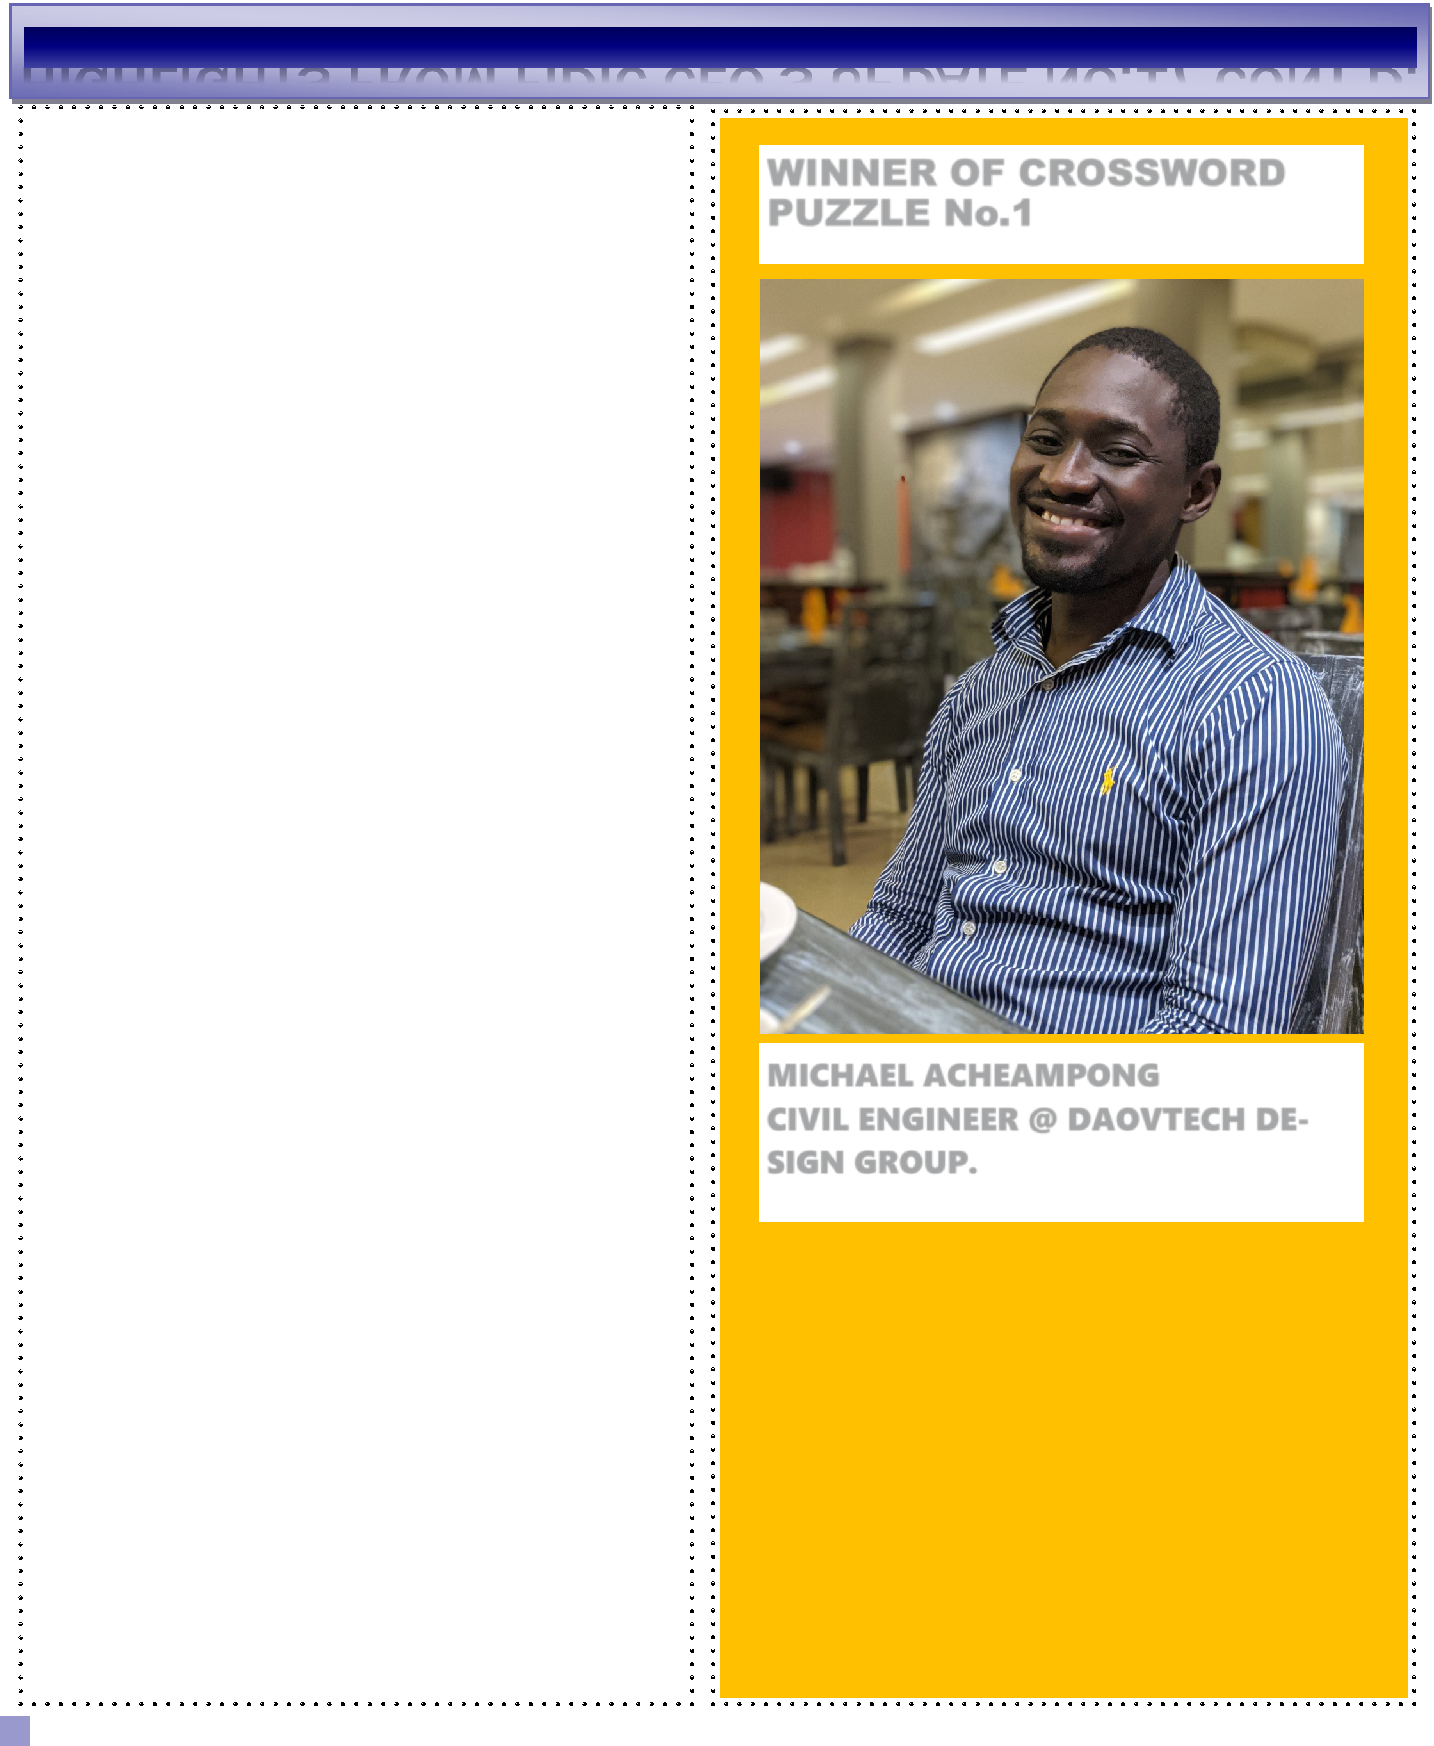 WINNER OF CROSSWORD
PUZZLE No.1
MICHAEL ACHEAMPONG
CIVIL ENGINEER @ DAOVTECH DE-
SIGN GROUP.